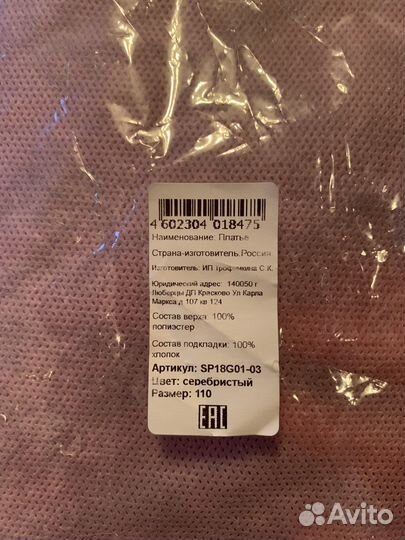 4 602304 018475
Наименование: Платье
Страна-изготовитель:Россия
Изготовитель: ИП Трофимкина С.К.
Юридический адрес: 140050 г
Люберцы ДП Красково Ул Карла
Маркса д 107 кв 124
Состав верха: 100%
полиэстер
Состав подкладки: 100%
хлопок
Артикул: SP18G01-03
Цвет: серебристый
Размер: 110
EAC
Avito